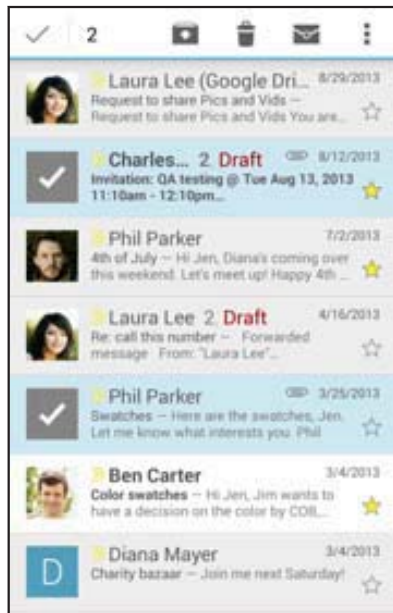 2
Laura Lee (Google Dri... 8/29/2013
Request to share Pics and Vids –
Request to share Pics and Vids You are...
Charles... 2, Draft 8/12/2013
Invitation: QA testing @ Tue Aug 13, 2013
11:10am - 12:10pm...
Phil Parker 7/2/2013
4th of July – Hi Jen, Diana's coming over
this weekend. Let's meet up! Happy 4th ...
Laura Lee 2, Draft 4/16/2013
Re: call this number – Forwarded
message From: "Laura Lee"...
Phil Parker 3/25/2013
Swatches – Here are the swatches, Jen.
Let me know what interests you. Phil
Ben Carter 3/4/2013
Color swatches – Hi Jen, Jim wants to
have a decision on the color by COB,...
D
Diana Mayer 3/4/2013
Charity bazaar – Join me next Saturday!